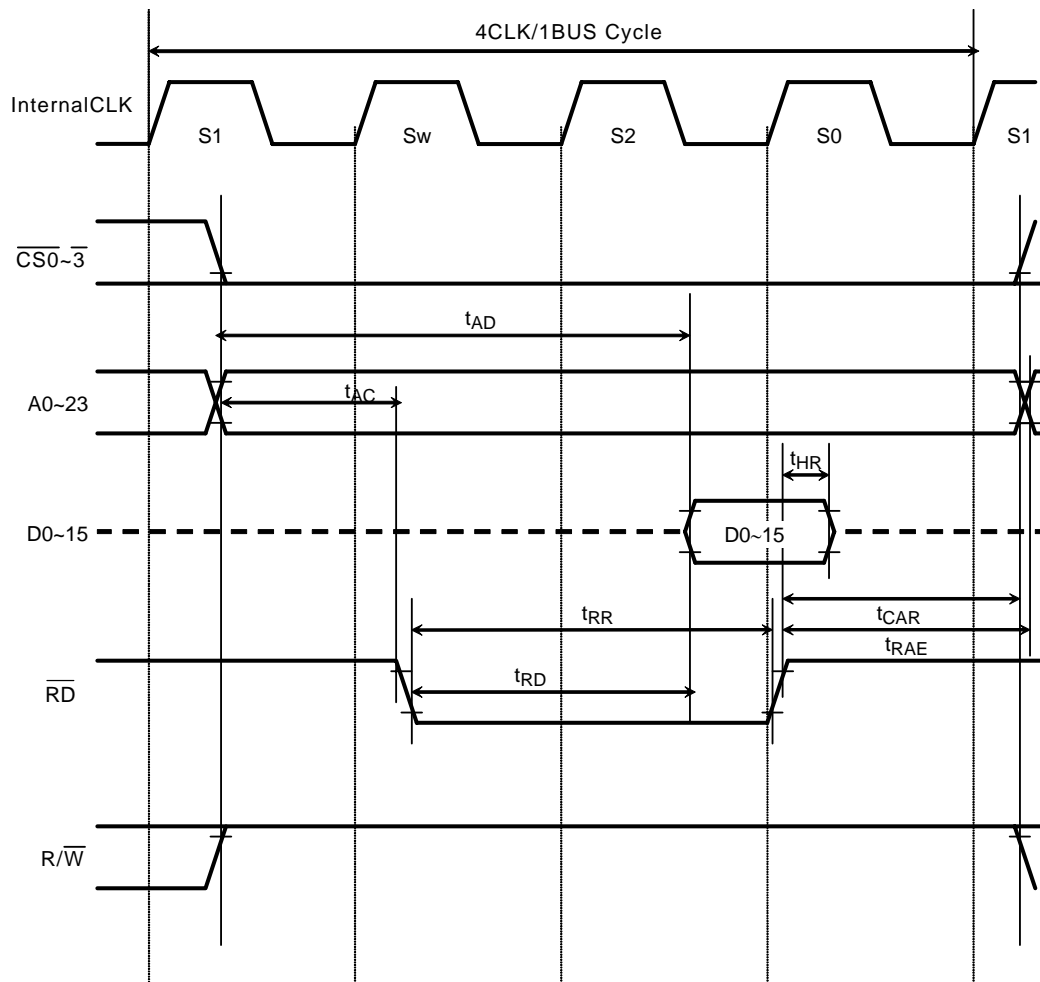 4CLK/1BUS Cycle
InternalCLK
S1
Sw
S2
S0
S1
CS0~3
tAD
A0~23
tAC
tHR
D0~15
D0~15
tRR
tCAR
tRAE
RD
tRD
R/W